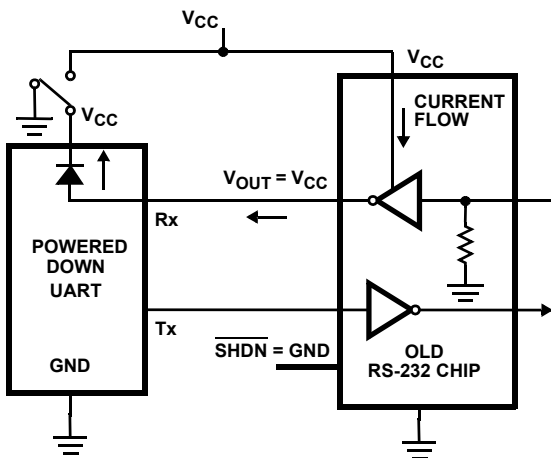 VCC
VCC
VCC
CURRENT
FLOW
VOUT = VCC
Rx
POWERED
DOWN
UART
Tx
SHDN = GND
GND
OLD
RS-232 CHIP